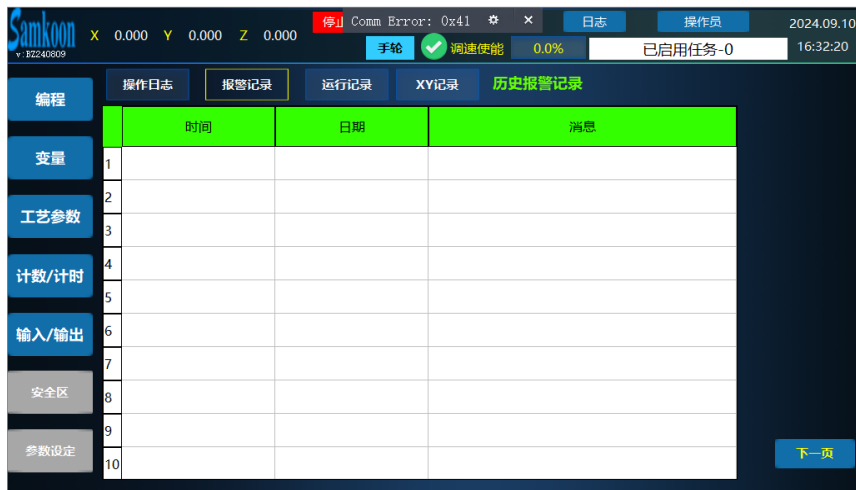 Samkoon
v:BZ240809
X 0.000 Y 0.000 Z 0.000
停止
Comm Error: 0x41
日志
操作员
2024.09.10
手轮
调速使能
0.0%
已启用任务-0
16:32:20
编程
变量
工艺参数
计数/计时
输入/输出
安全区
参数设定
操作日志
报警记录
运行记录
XY记录
历史报警记录
时间 日期 消息
1
2
3
4
5
6
7
8
9
10
下一页